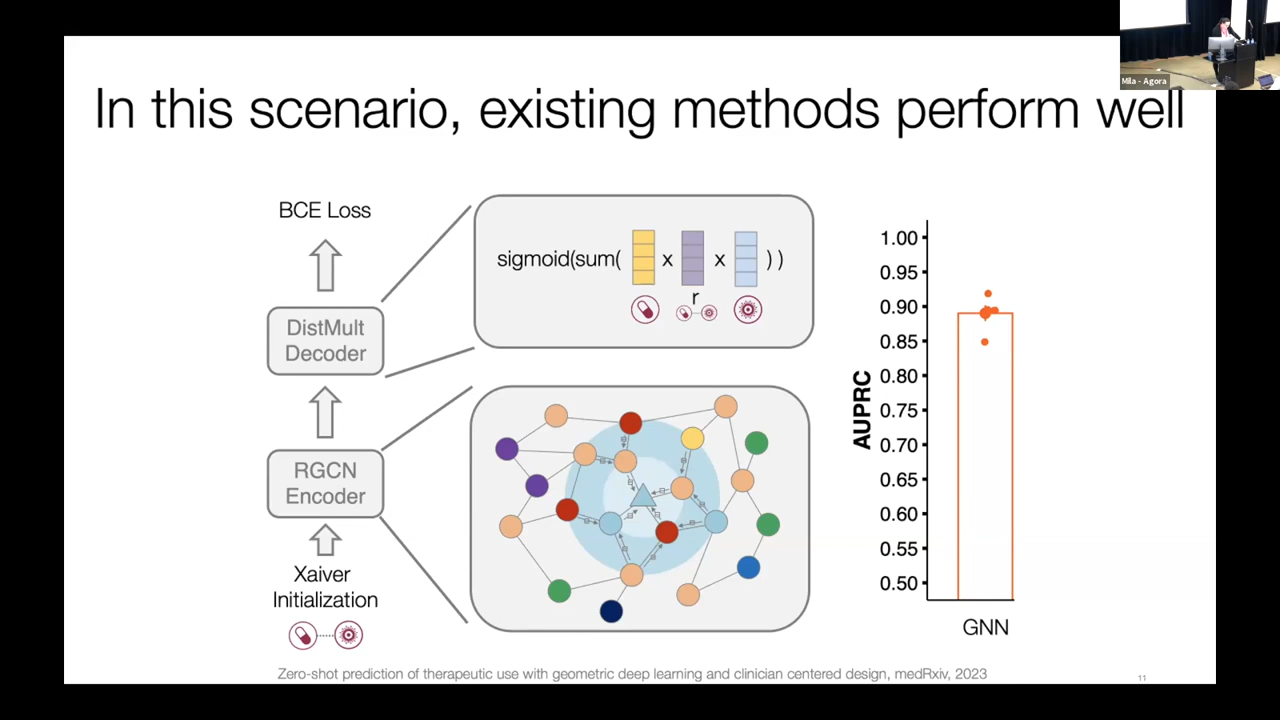 Mila - Agora
In this scenario, existing methods perform well
BCE Loss
DistMult
Decoder
RGCN
Encoder
Xaiver
Initialization
sigmoid(sum(
x
x
) )
r
AUPRC
1.00
0.95
0.90
0.85
0.80
0.75
0.70
0.65
0.60
0.55
0.50
GNN
Zero-shot prediction of therapeutic use with geometric deep learning and clinician centered design, medRxiv, 2023
11